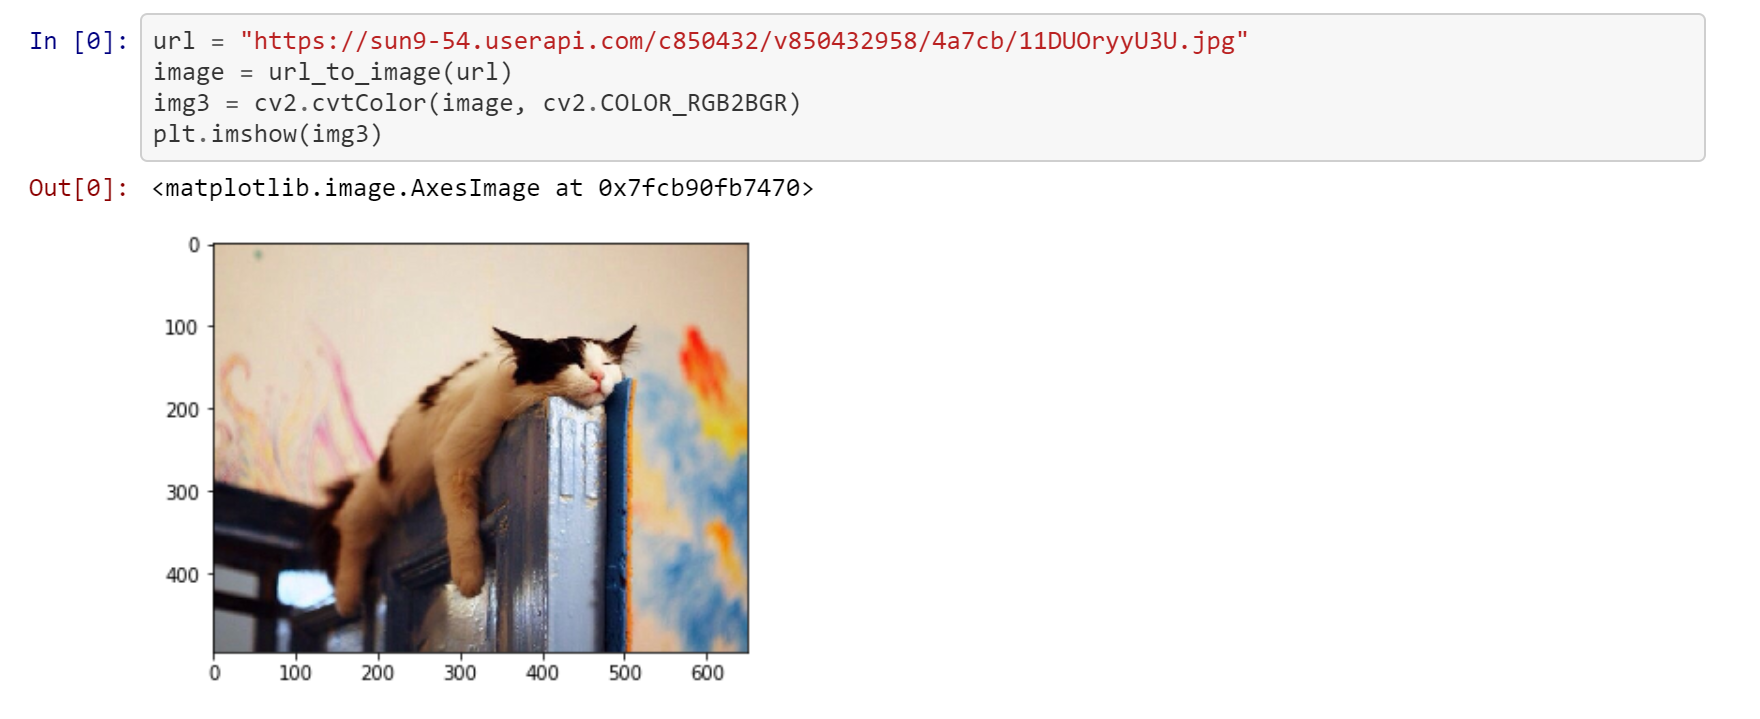 In [0]: url = "https://sun9-54.userapi.com/c850432/v850432958/4a7cb/11DUOryyU3U.jpg"
image = url_to_image(url)
img3 = cv2.cvtColor(image, cv2.COLOR_RGB2BGR)
plt.imshow(img3)
Out[0]: <matplotlib.image.AxesImage at 0x7fcb90fb7470>
0
100
200
300
400
0 100 200 300 400 500 600